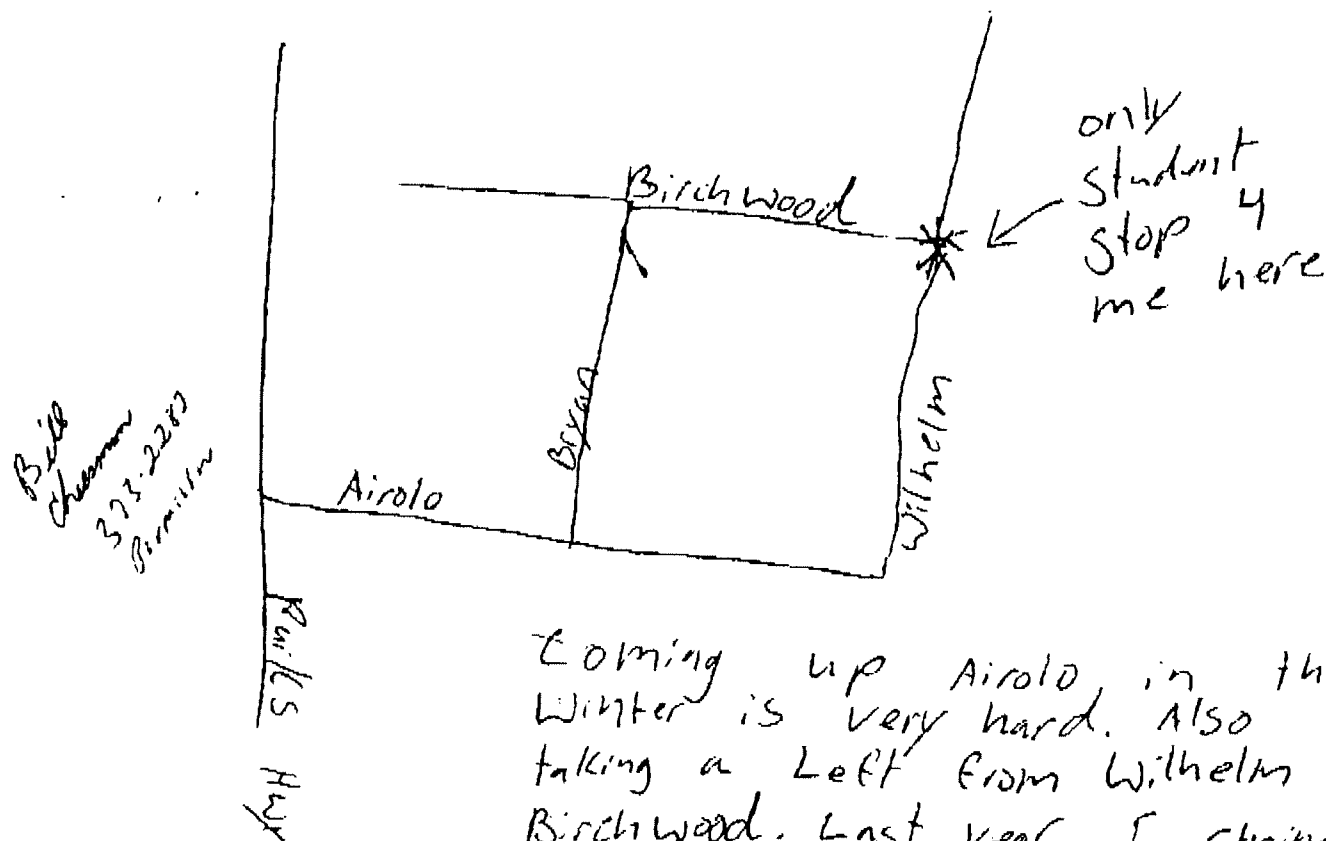 only
student
stop 4
me here
Birchwood
Bryan
Wilhelm
Airolo
Bill
373-2283
Hwy
Coming up Airolo, in th
Winter is very hard. Also
taking a Left from Wilhelm
Birchwood. Last year I